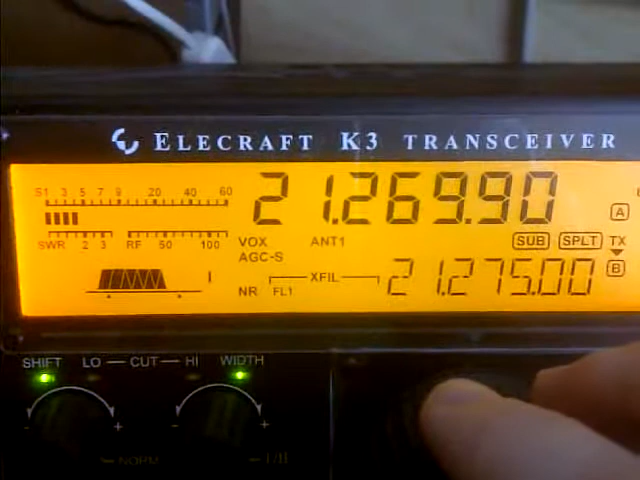 ELECRAFT K3 TRANSCEIVER
S1 3 5 7 9 20 40 60
21.269.90
A
SWR 2 3 RF 50 100
VOX ANT1 SUB SPLT TX
AGC-S
NR FL1 XFIL 21.275.00 B
I
SHIFT LO CUT HI WIDTH
- + - +
NORM I/II